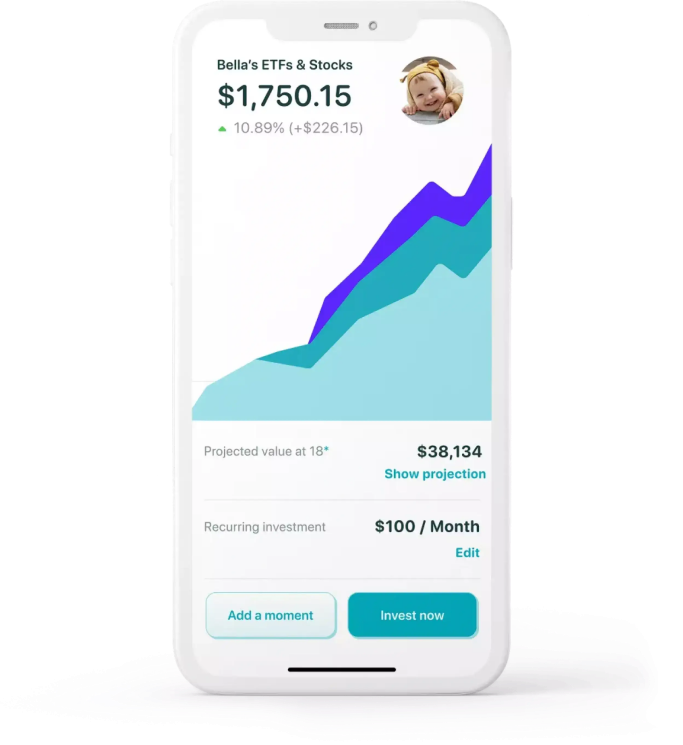 Bella's ETFs & Stocks
$1,750.15
10.89% (+$226.15)
Projected value at 18*
$38,134
Show projection
Recurring investment
$100 / Month
Edit
Add a moment
Invest now